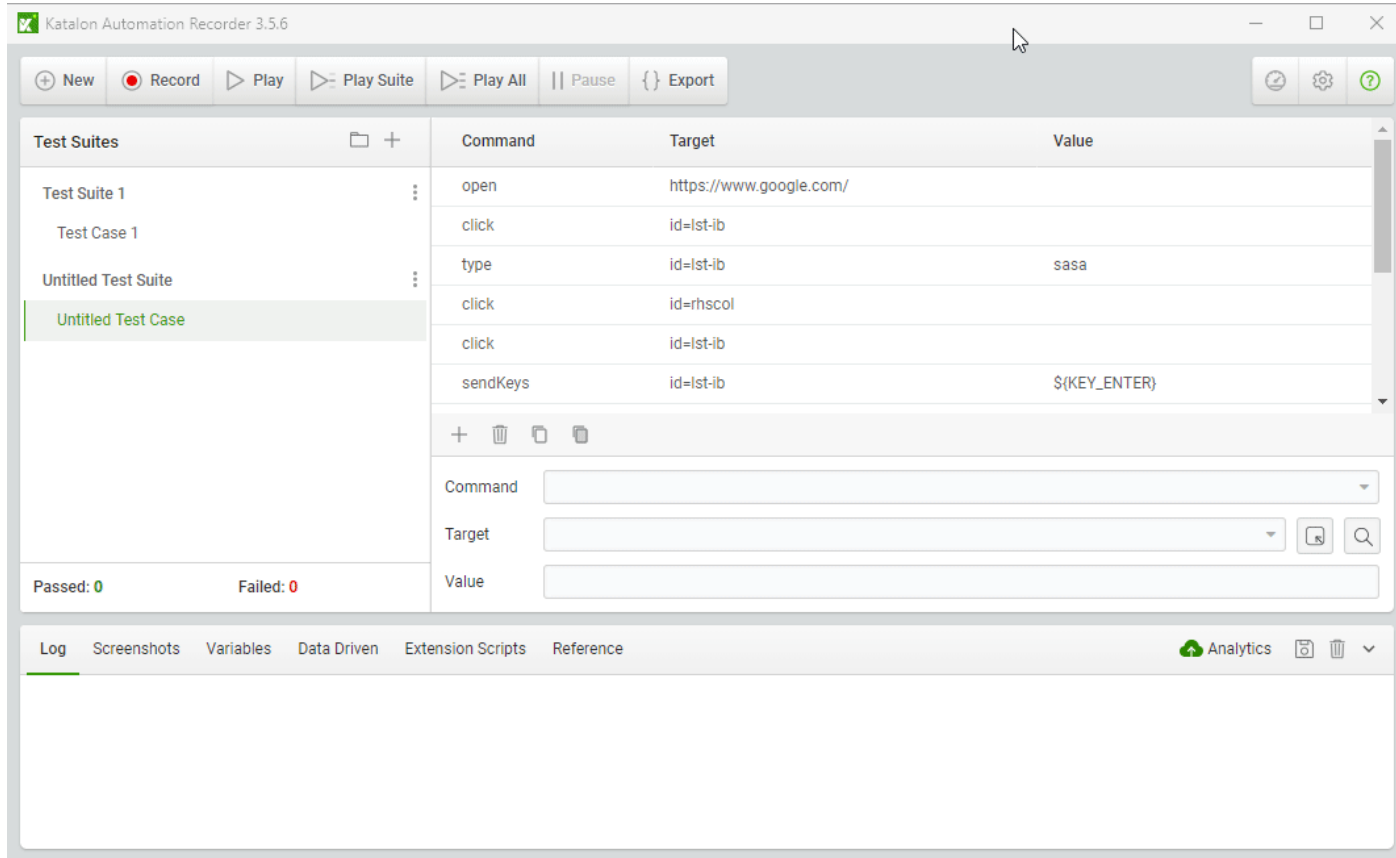 Katalon Automation Recorder 3.5.6
New Record Play Play Suite Play All Pause Export
Test Suites
Test Suite 1
Test Case 1
Untitled Test Suite
Untitled Test Case
Passed: 0 Failed: 0
Command Target Value
open https://www.google.com/
click id=lst-ib
type id=lst-ib sasa
click id=rhscol
click id=lst-ib
sendKeys id=lst-ib ${KEY_ENTER}
Command
Target
Value
Log Screenshots Variables Data Driven Extension Scripts Reference Analytics